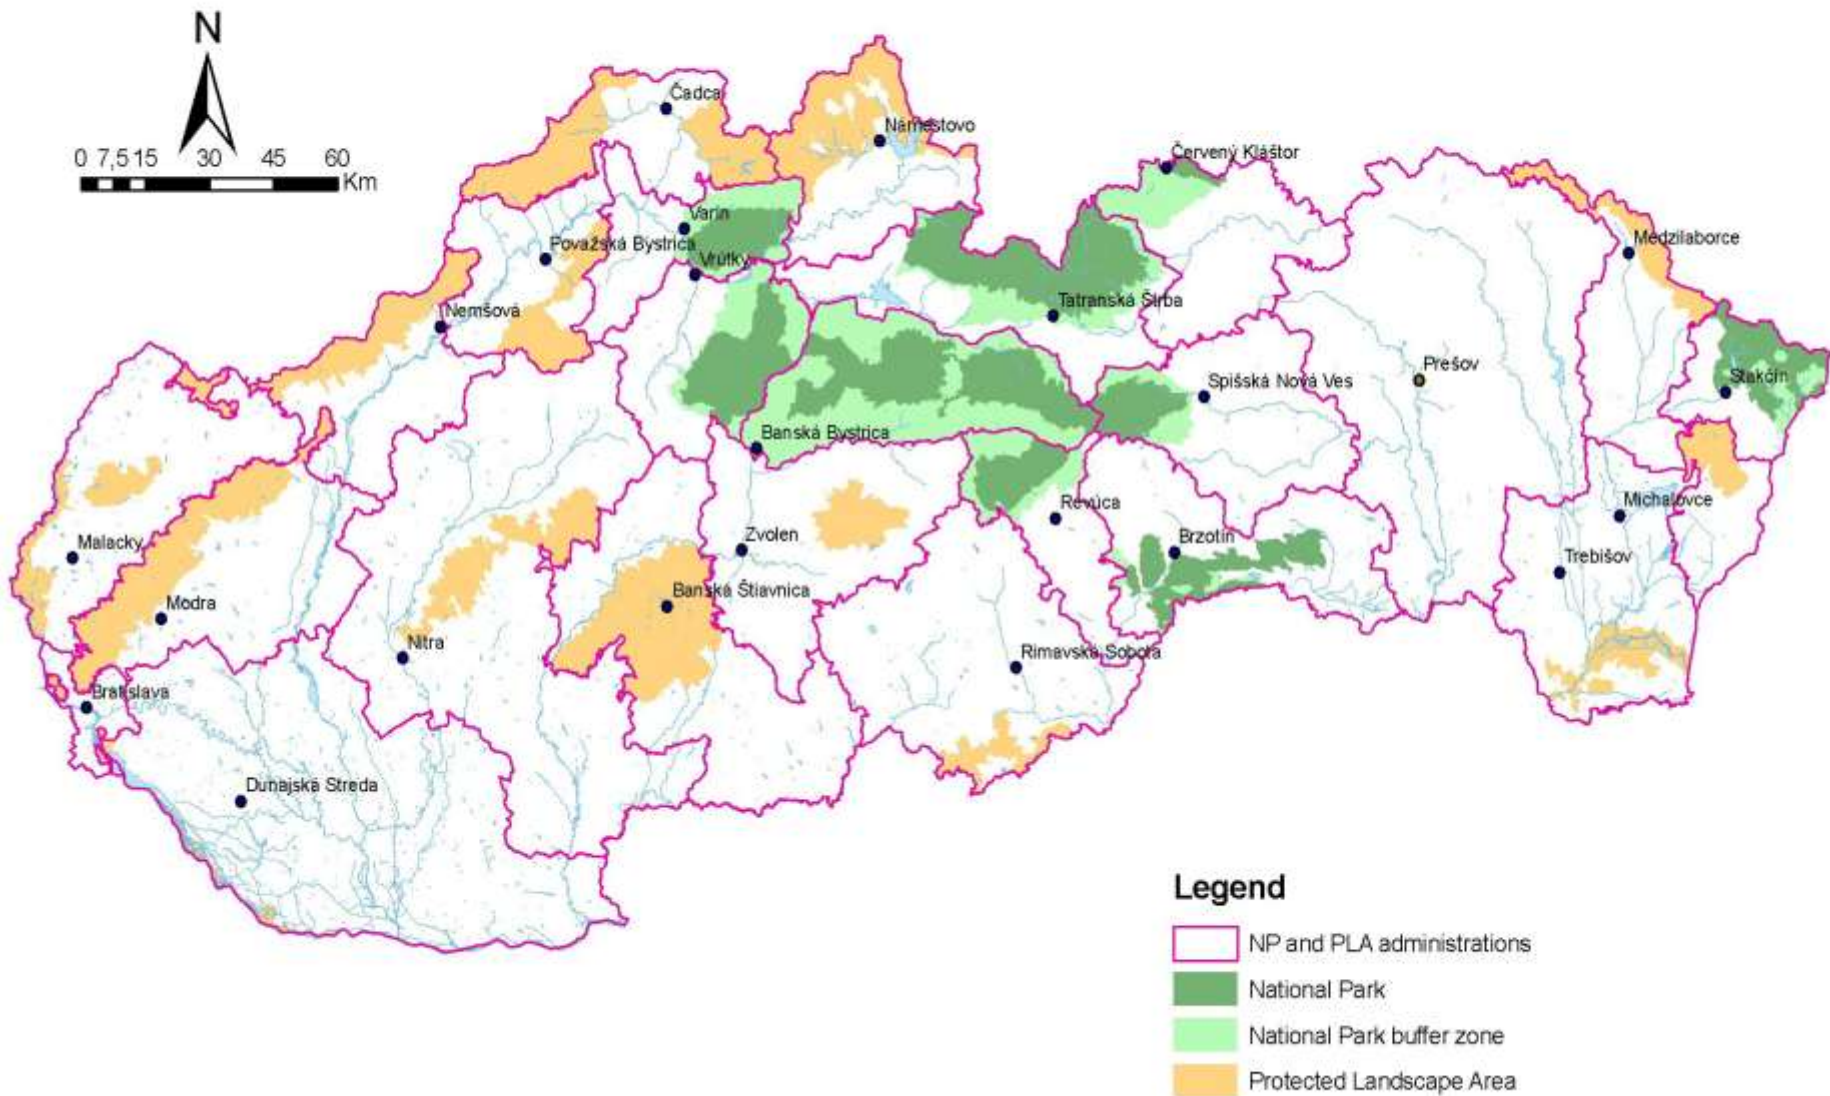 N
0 7,5 15 30 45 60
Km
Čadca
Námestovo
Červený Kláštor
Varín
Považská Bystrica
Vrútky
Medzilaborce
Nemšová
Tatranská Štrba
Stakčín
Prešov
Spišská Nová Ves
Banská Bystrica
Michalovce
Revúca
Malacky
Zvolen
Brzotín
Trebišov
Modra
Banská Štiavnica
Nitra
Rimavská Sobota
Bratislava
Dunajská Streda
Legend
NP and PLA administrations
National Park
National Park buffer zone
Protected Landscape Area